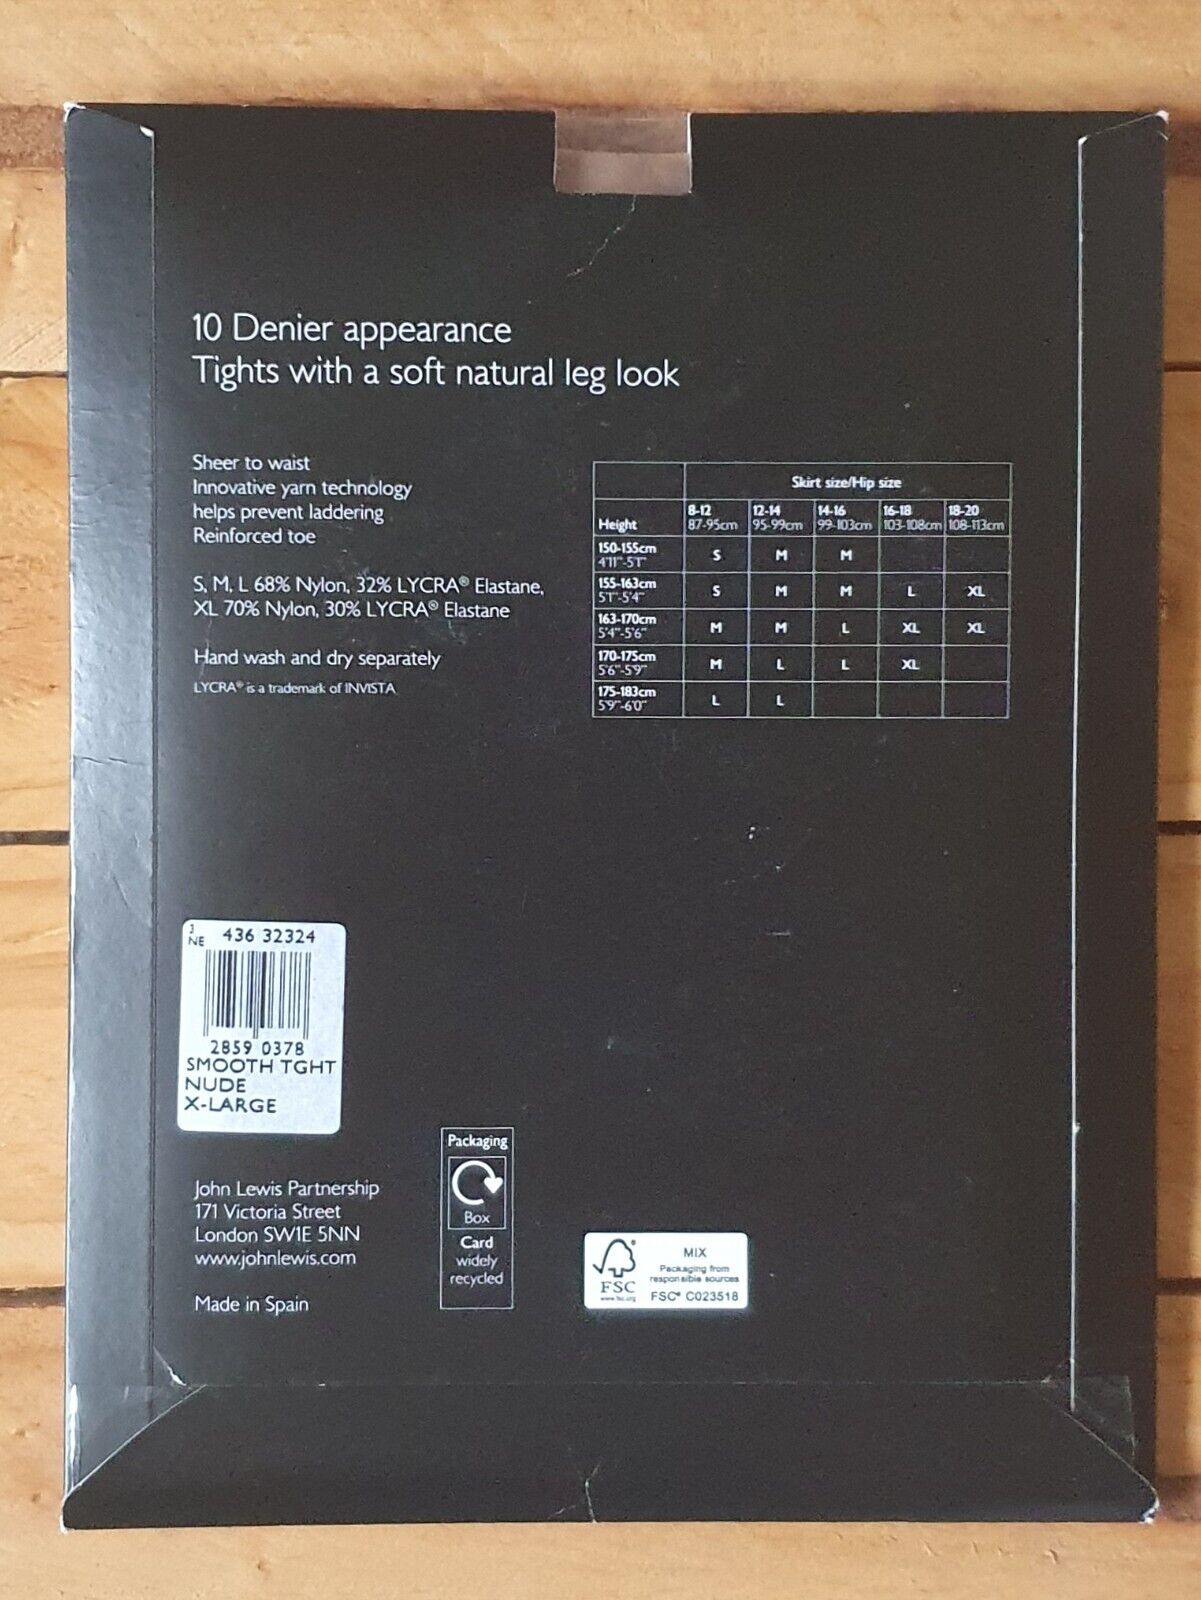 10 Denier appearance
Tights with a soft natural leg look
Sheer to waist
Innovative yarn technology
helps prevent laddering
Reinforced toe
S, M, L 68% Nylon, 32% LYCRA® Elastane,
XL 70% Nylon, 30% LYCRA® Elastane
Hand wash and dry separately
LYCRA® is a trademark of INVISTA
Skirt size/Hip size
8-12 12-14 14-16 16-18 18-20
Height 87-95cm 95-99cm 99-103cm 103-108cm 108-113cm
150-155cm
4'11"-5'1" S M M
155-163cm
5'1"-5'4" S M M L XL
163-170cm
5'4"-5'6" M M L XL XL
170-175cm
5'6"-5'9" M L L XL
175-183cm
5'9"-6'0" L L
3
NE 436 32324
2859 0378
SMOOTH TGHT
NUDE
X-LARGE
John Lewis Partnership
171 Victoria Street
London SW1E 5NN
www.johnlewis.com
Made in Spain
Packaging
Box
Card
widely
recycled
FSC
www.fsc.org
MIX
Packaging from
responsible sources
FSC® C023518